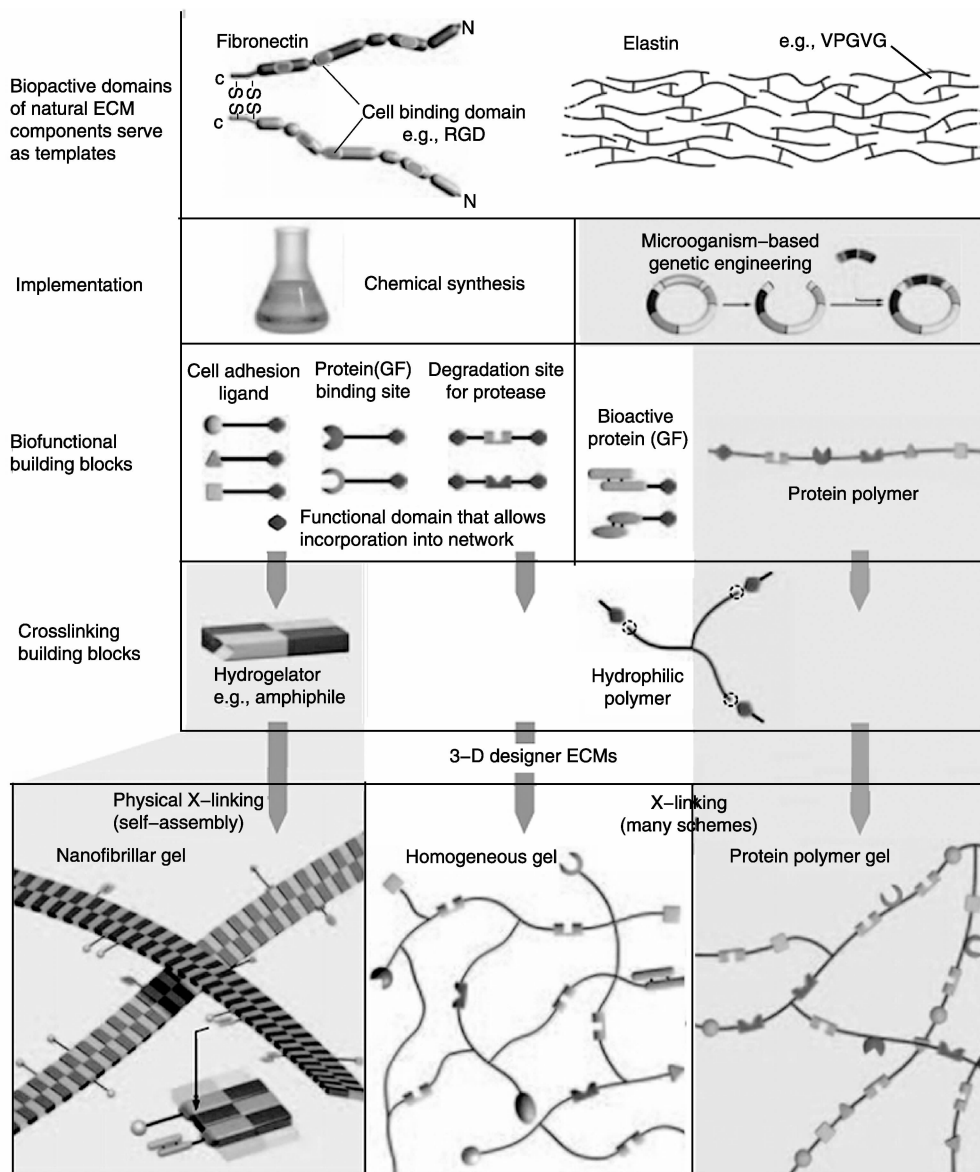 Biopactive domains
of natural ECM
components serve
as templates
Fibronectin
N
C
S
S
S
S
C
Cell binding domain
e.g., RGD
N
Elastin
e.g., VPGVG
Implementation
Chemical synthesis
Microoganism–based
genetic engineering
Biofunctional
building blocks
Cell adhesion
ligand
Protein(GF)
binding site
Degradation site
for protease
Functional domain that allows
incorporation into network
Bioactive
protein (GF)
Protein polymer
Crosslinking
building blocks
Hydrogelator
e.g., amphiphile
Hydrophilic
polymer
3–D designer ECMs
Physical X–linking
(self–assembly)
Nanofibrillar gel
X–linking
(many schemes)
Homogeneous gel
Protein polymer gel